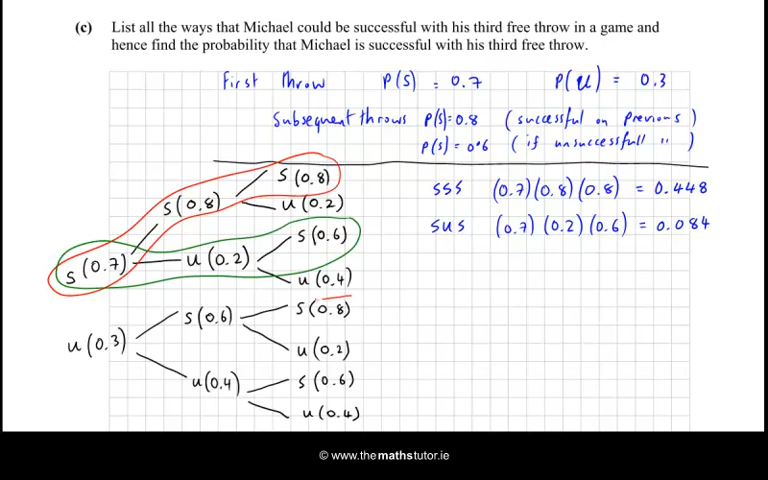 (c) List all the ways that Michael could be successful with his third free throw in a game and
hence find the probability that Michael is successful with his third free throw.
First Throw P(S) = 0.7 P(u) = 0.3
Subsequent throws P(s)=0.8 (successful on previous)
P(s) = 0.6 (if unsuccessfull " )
S (0.8)
S (0.8)
u (0.2)
S (0.7)
u (0.2)
S (0.6)
u (0.4)
u (0.3)
S (0.6)
S (0.8)
u (0.2)
u (0.4)
S (0.6)
u (0.4)
SSS (0.7)(0.8)(0.8) = 0.448
SUS (0.7)(0.2)(0.6) = 0.084
© www.themathstutor.ie